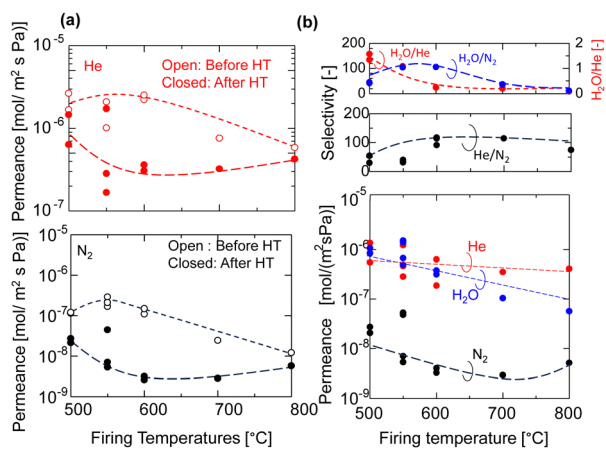 (a)
He
Open: Before HT
Closed: After HT
Permeance [mol/ m² s Pa)]
10⁻⁵
10⁻⁶
10⁻⁷
N₂
Open : Before HT
Closed: After HT
Permeance [mol/ m² s Pa)]
10⁻⁵
10⁻⁶
10⁻⁷
10⁻⁸
10⁻⁹
500 600 700 800
Firing Temperatures [°C]
(b)
H₂O/He
H₂O/N₂
200
150
100
50
0
2
1
0
H₂O/He [-]
Selectivity [-]
100
0
He/N₂
Permeance [mol/(m²sPa)]
10⁻⁵
10⁻⁶
10⁻⁷
10⁻⁸
10⁻⁹
He
H₂O
N₂
500 600 700 800
Firing temperature [°C]